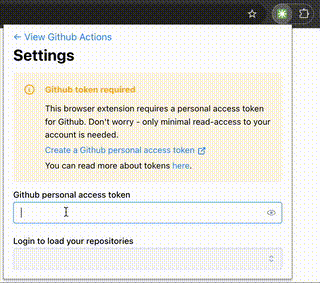 ← View Github Actions
Settings
Github token required
This browser extension requires a personal access token
for Github. Don't worry - only minimal read-access to your
account is needed.
Create a Github personal access token
You can read more about tokens here.
Github personal access token
Login to load your repositories